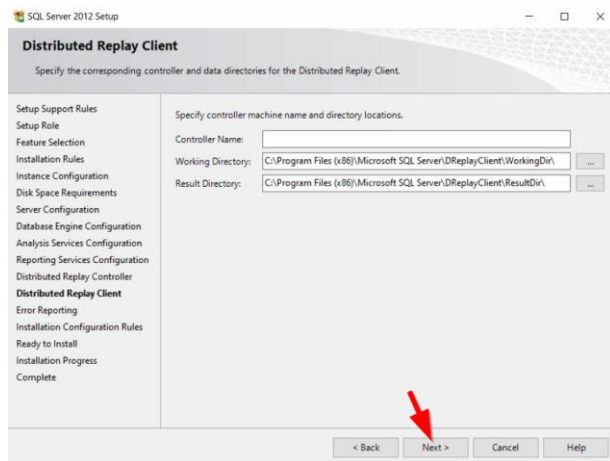 SQL Server 2012 Setup
Distributed Replay Client
Specify the corresponding controller and data directories for the Distributed Replay Client.
Setup Support Rules
Setup Role
Feature Selection
Installation Rules
Instance Configuration
Disk Space Requirements
Server Configuration
Database Engine Configuration
Analysis Services Configuration
Reporting Services Configuration
Distributed Replay Controller
Distributed Replay Client
Error Reporting
Installation Configuration Rules
Ready to Install
Installation Progress
Complete
Specify controller machine name and directory locations.
Controller Name:
Working Directory: C:\Program Files (x86)\Microsoft SQL Server\DReplayClient\WorkingDir\ ...
Result Directory: C:\Program Files (x86)\Microsoft SQL Server\DReplayClient\ResultDir\ ...
< Back Next > Cancel Help